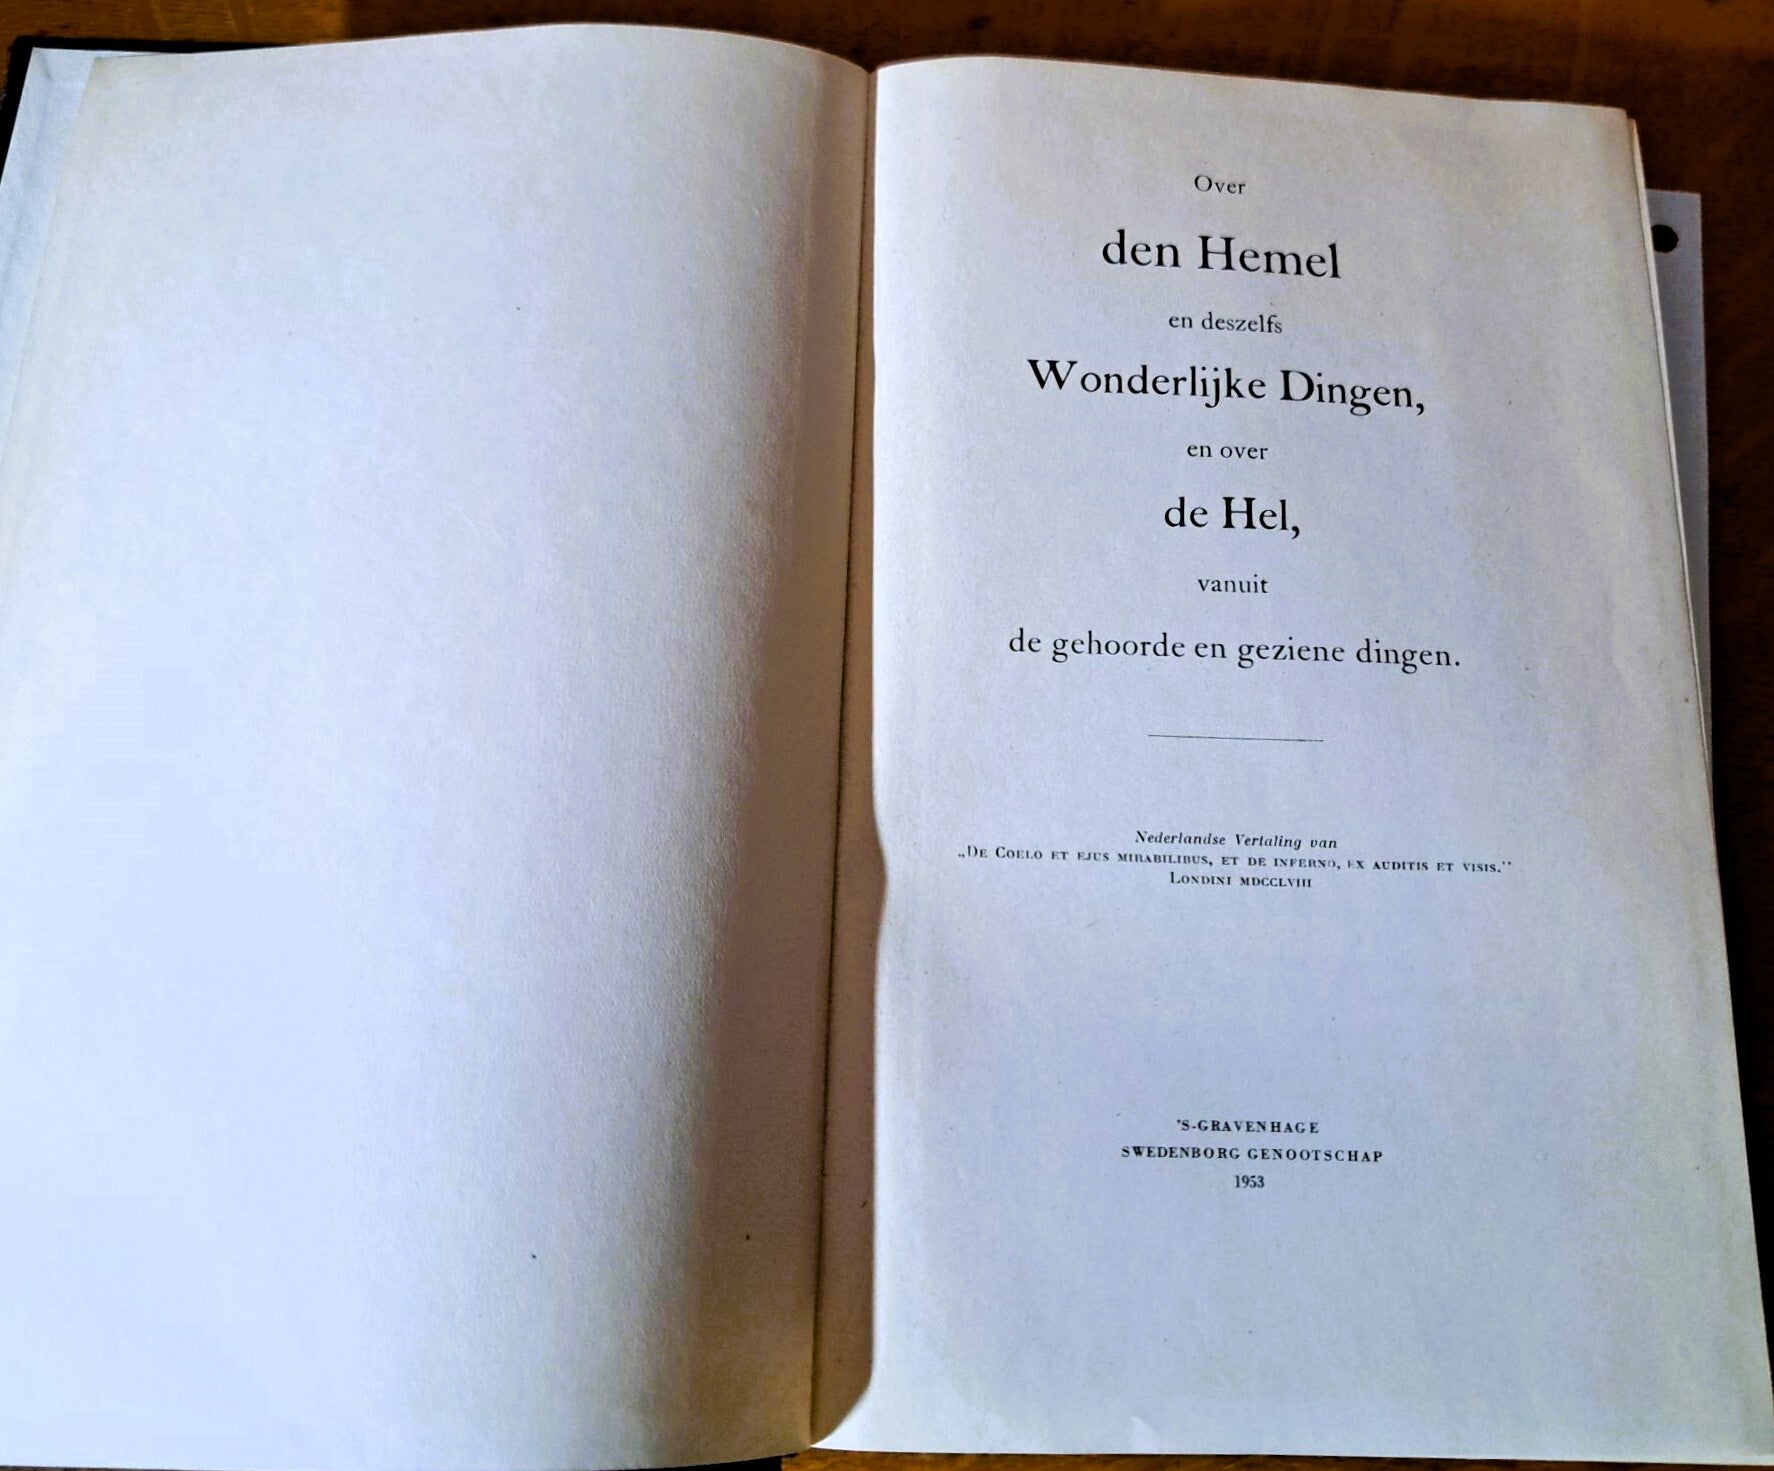 Over
den Hemel
en deszelfs
Wonderlijke Dingen,
en over
de Hel,
vanuit
de gehoorde en geziene dingen.
Nederlandse Vertaling van
„De Coelo et ejus mirabilibus, et de inferno, ex auditis et visis.”
Londini MDCCLVIII
'S-GRAVENHAGE
SWEDENBORG GENOOTSCHAP
1953